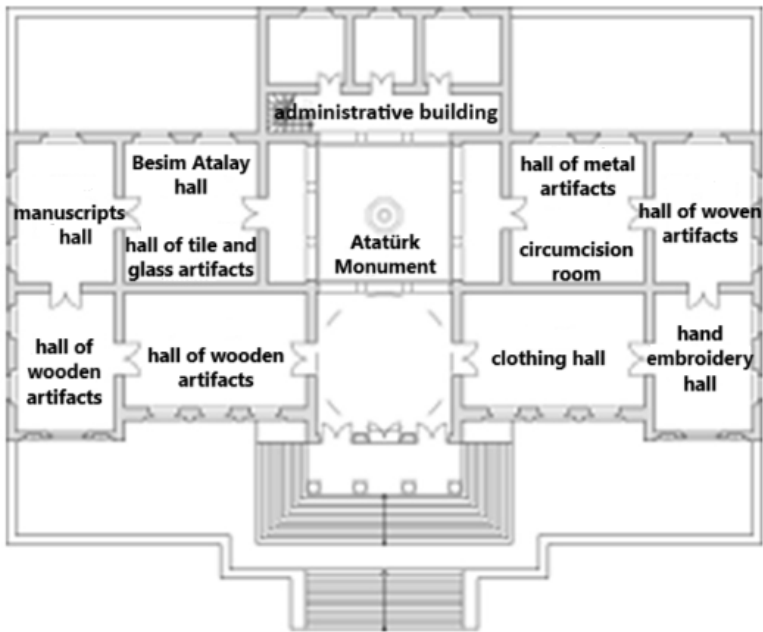 administrative building
manuscripts
hall
Besim Atalay
hall
hall of tile and
glass artifacts
Atatürk
Monument
hall of metal
artifacts
circumcision
room
hall of woven
artifacts
hall of
wooden
artifacts
hall of wooden
artifacts
clothing hall
hand
embroidery
hall